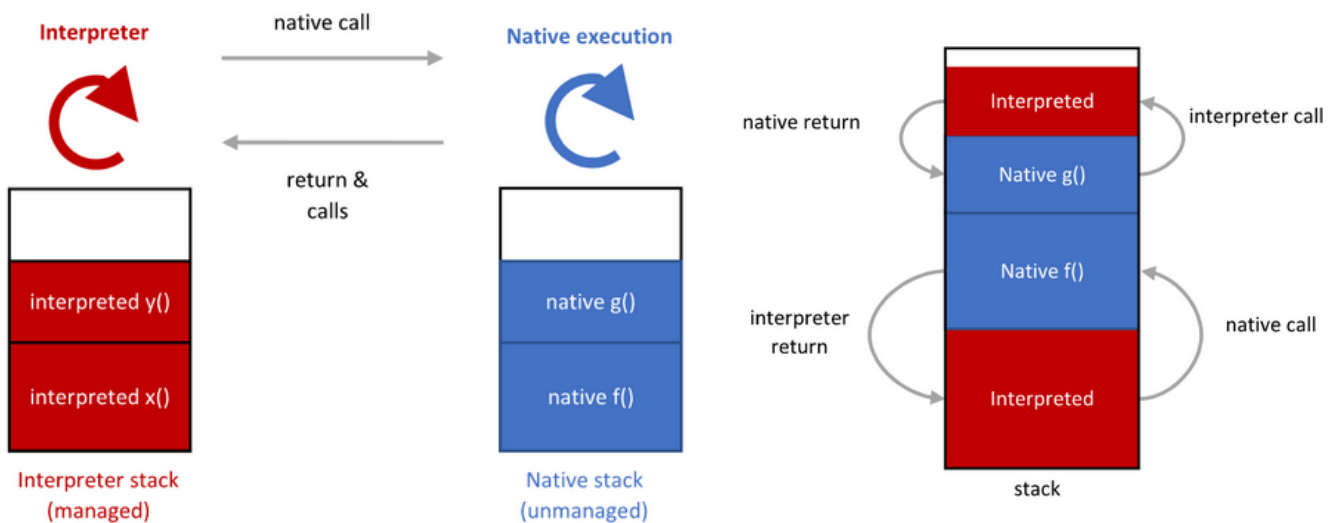 Interpreter
native call
Native execution
return &
calls
interpreted y()
interpreted x()
Interpreter stack
(managed)
native g()
native f()
Native stack
(unmanaged)
Interpreted
native return
interpreter call
Native g()
Native f()
interpreter
return
native call
Interpreted
stack